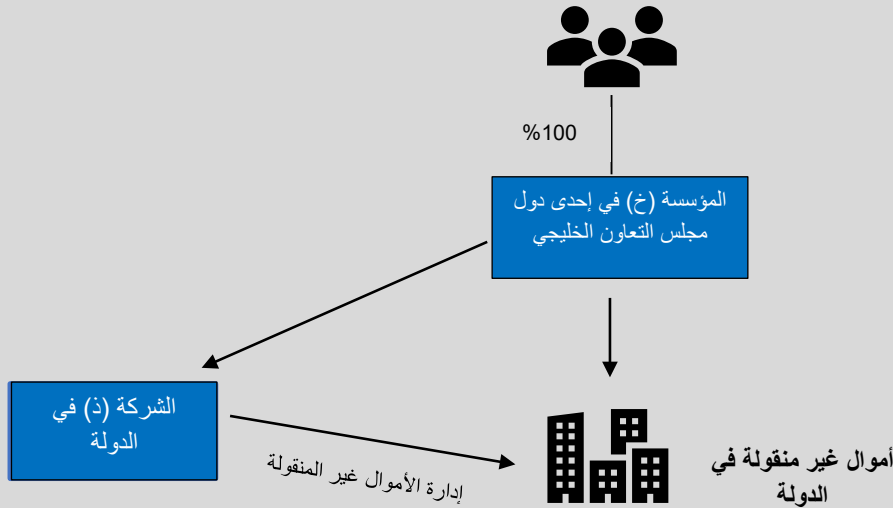 %100
المؤسسة (خ) في إحدى دول
مجلس التعاون الخليجي
الشركة (ذ) في
الدولة
إدارة الأموال غير المنقولة
أموال غير منقولة في
الدولة